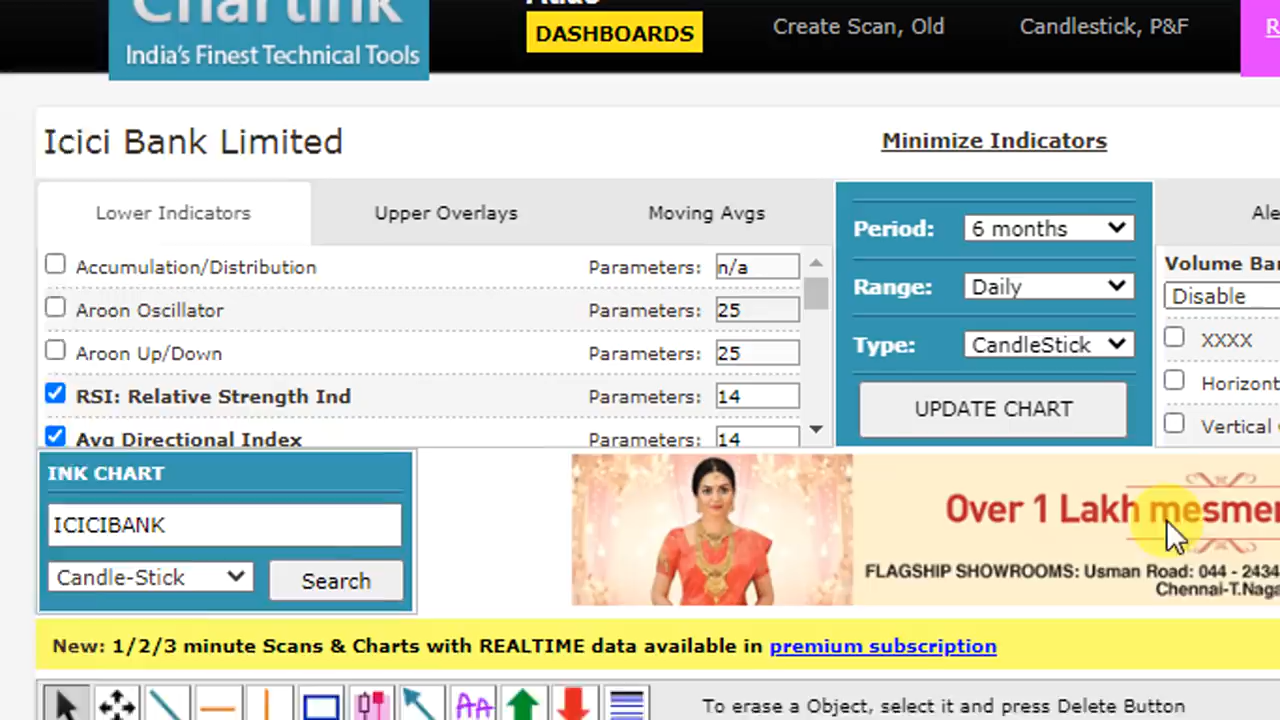 Chartink
India's Finest Technical Tools
DASHBOARDS
Create Scan, Old
Candlestick, P&F
Icici Bank Limited
Minimize Indicators
Lower Indicators
Upper Overlays
Moving Avgs
Accumulation/Distribution Parameters: n/a
Aroon Oscillator Parameters: 25
Aroon Up/Down Parameters: 25
RSI: Relative Strength Ind Parameters: 14
Avg Directional Index Parameters: 14
Period: 6 months
Range: Daily
Type: CandleStick
UPDATE CHART
Volume
Disable
XXXX
Vertical
INK CHART
ICICIBANK
Candle-Stick
Search
Over 1 Lakh
FLAGSHIP SHOWROOMS: Usman Road: 044 - 2434
New: 1/2/3 minute Scans & Charts with REALTIME data available in premium subscription
AA
To erase a Object, select it and press Delete Button